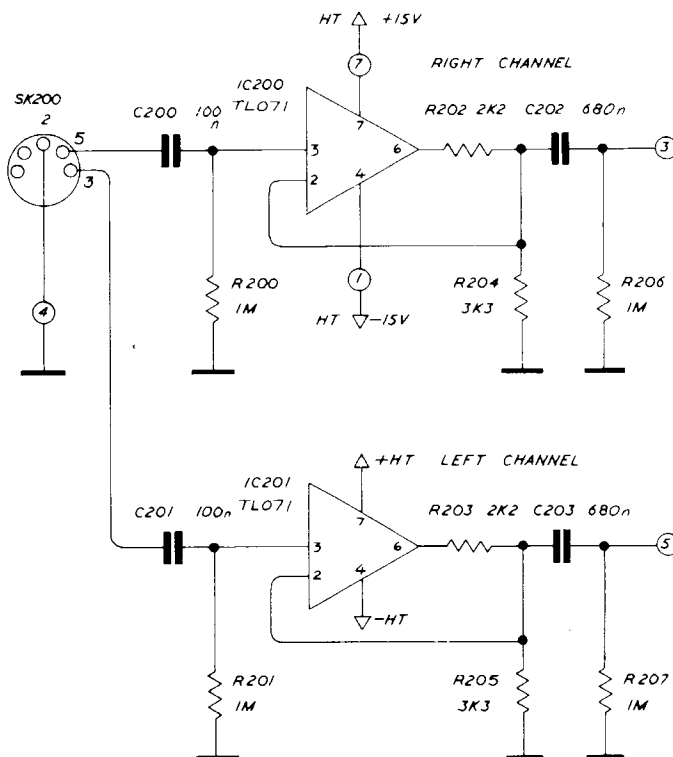 HT +15V
7
RIGHT CHANNEL
IC200
TL071
SK200
2
5
3
C200 100n
R202 2K2 C202 680n
7
3
2
6
4
3
R200
1M
1
R204
3K3
R206
1M
4
HT -15V
+HT LEFT CHANNEL
IC201
TL071
C201 100n
R203 2K2 C203 680n
7
3
2
6
4
5
-HT
R201
1M
R205
3K3
R207
1M